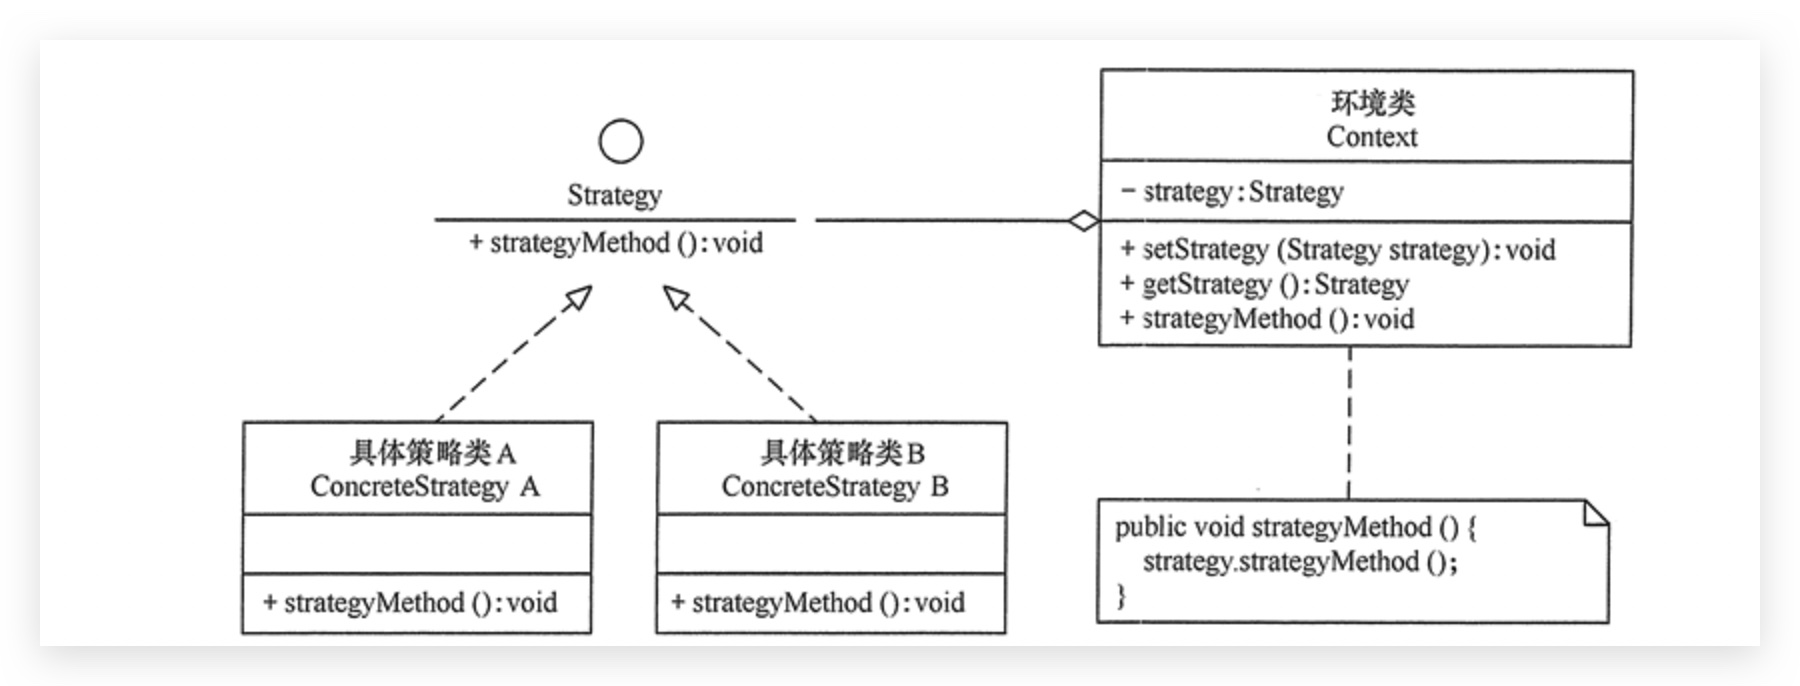 Strategy
+ strategyMethod ():void
环境类
Context
− strategy:Strategy
+ setStrategy (Strategy strategy):void
+ getStrategy ():Strategy
+ strategyMethod ():void
具体策略类A
ConcreteStrategy A
+ strategyMethod ():void
具体策略类B
ConcreteStrategy B
+ strategyMethod ():void
public void strategyMethod () {
strategy.strategyMethod ();
}